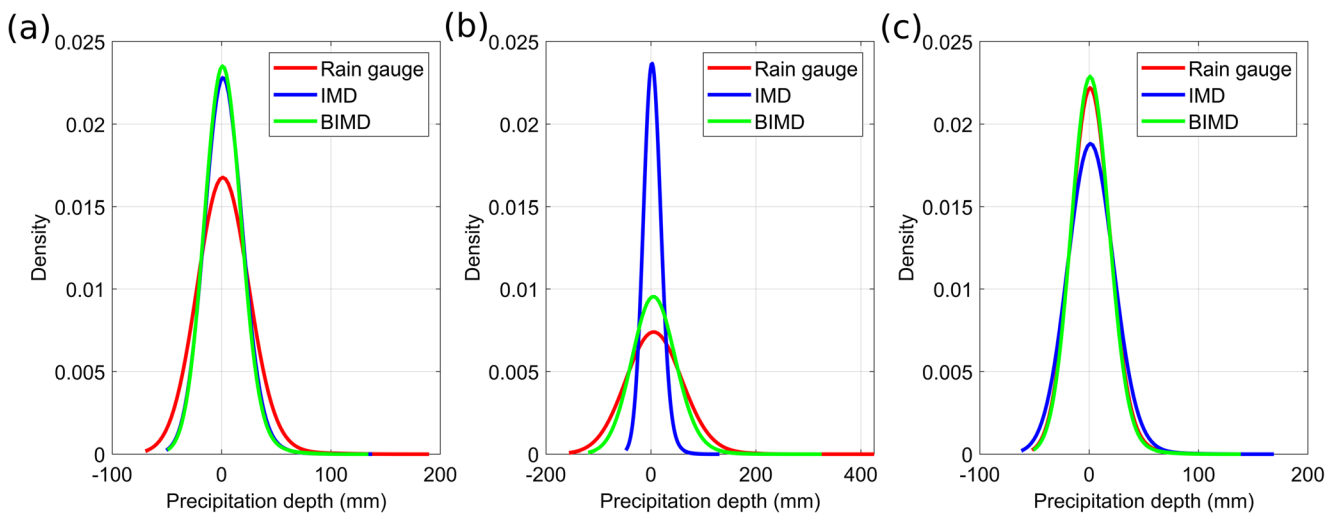 (a)
0.025
0.02
0.015
0.01
0.005
0
Density
-100
0
100
200
Precipitation depth (mm)
Rain gauge
IMD
BIMD
(b)
0.025
0.02
0.015
0.01
0.005
0
Density
-200
0
200
400
Precipitation depth (mm)
Rain gauge
IMD
BIMD
(c)
0.025
0.02
0.015
0.01
0.005
0
Density
-100
0
100
200
Precipitation depth (mm)
Rain gauge
IMD
BIMD